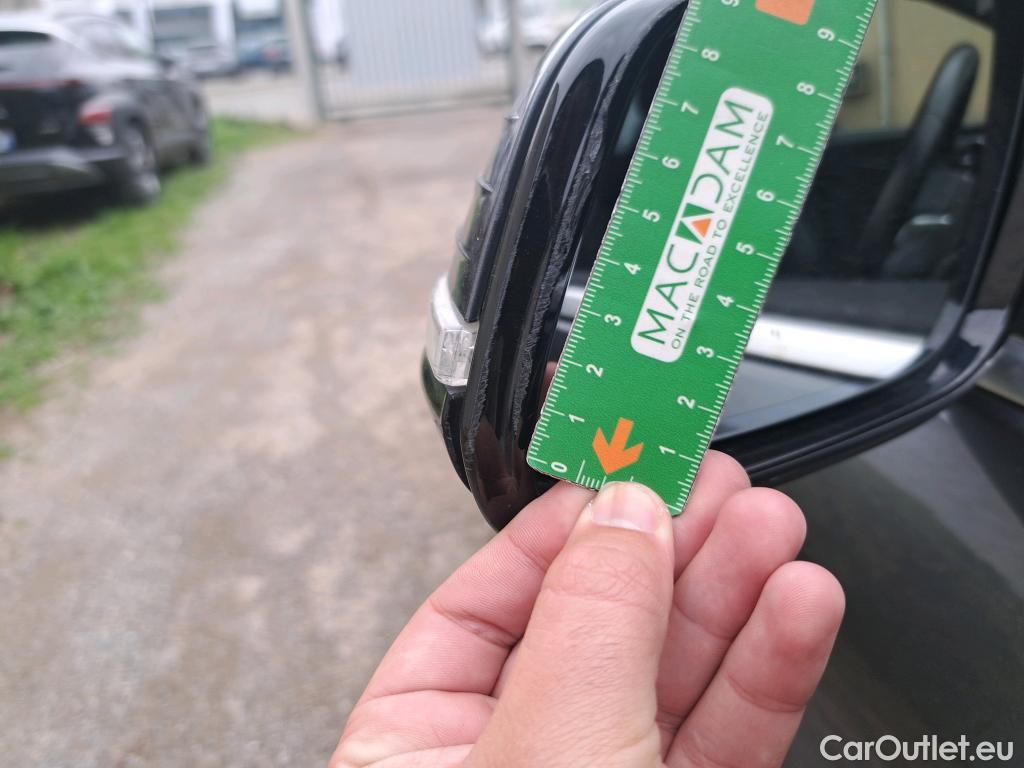 MACADAM
ON THE ROAD TO EXCELLENCE
0 1 2 3 4 5 6 7 8 9
1 2 3 4 5 6 7 8 9
CarOutlet.eu